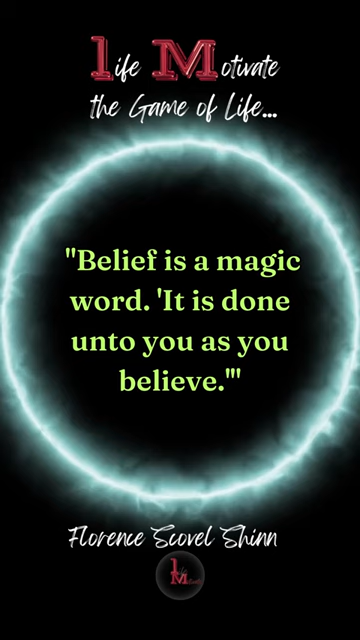 life Motivate
the Game of Life...
"Belief is a magic
word. 'It is done
unto you as you
believe.'"
Florence Scovel Shinn